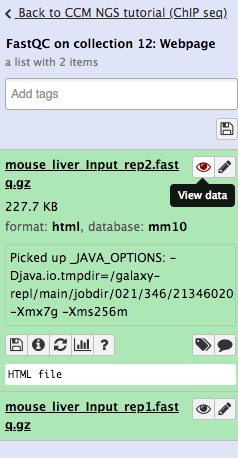 < Back to CCM NGS tutorial (ChIP seq)
FastQC on collection 12: Webpage
a list with 2 items
Add tags
mouse_liver_Input_rep2.fast
q.gz
View data
227.7 KB
format: html, database: mm10
Picked up _JAVA_OPTIONS: -
Djava.io.tmpdir=/galaxy-
repl/main/jobdir/021/346/21346020
-Xmx7g -Xms256m
?
HTML file
mouse_liver_Input_rep1.fast
q.gz